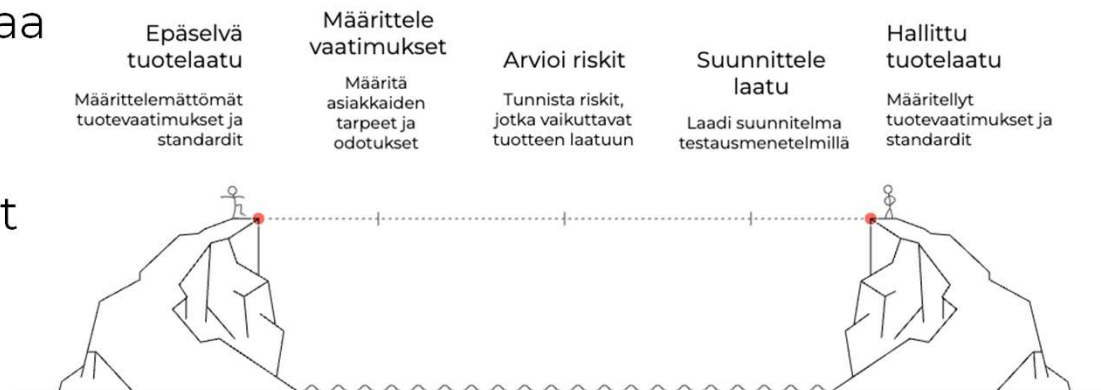 aa
t
Epäselvä
tuotelaatu
Määrittelemättömät
tuotevaatimukset ja
standardit
Määrittele
vaatimukset
Määritä
asiakkaiden
tarpeet ja
odotukset
Arvioi riskit
Tunnista riskit,
jotka vaikuttavat
tuotteen laatuun
Suunnittele
laatu
Laadi suunnitelma
testausmenetelmillä
Hallittu
tuotelaatu
Määritellyt
tuotevaatimukset ja
standardit